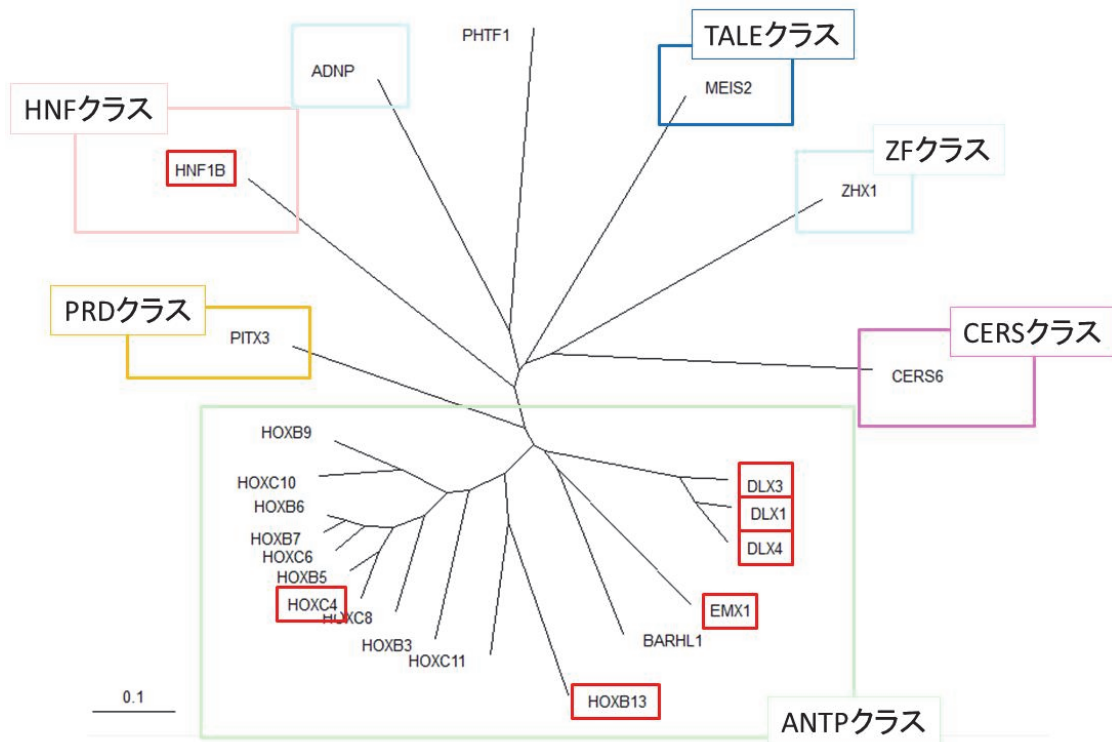 PHTF1
TALEクラス
ADNP
MEIS2
HNFクラス
ZFクラス
HNF1B
ZHX1
PRDクラス
PITX3
CERSクラス
CERS6
HOXB9
HOXC10
HOXB6
HOXB7
HOXC6
HOXB5
HOXC4
HOXC8
HOXB3
HOXC11
HOXB13
BARHL1
EMX1
DLX3
DLX1
DLX4
0.1
ANTPクラス